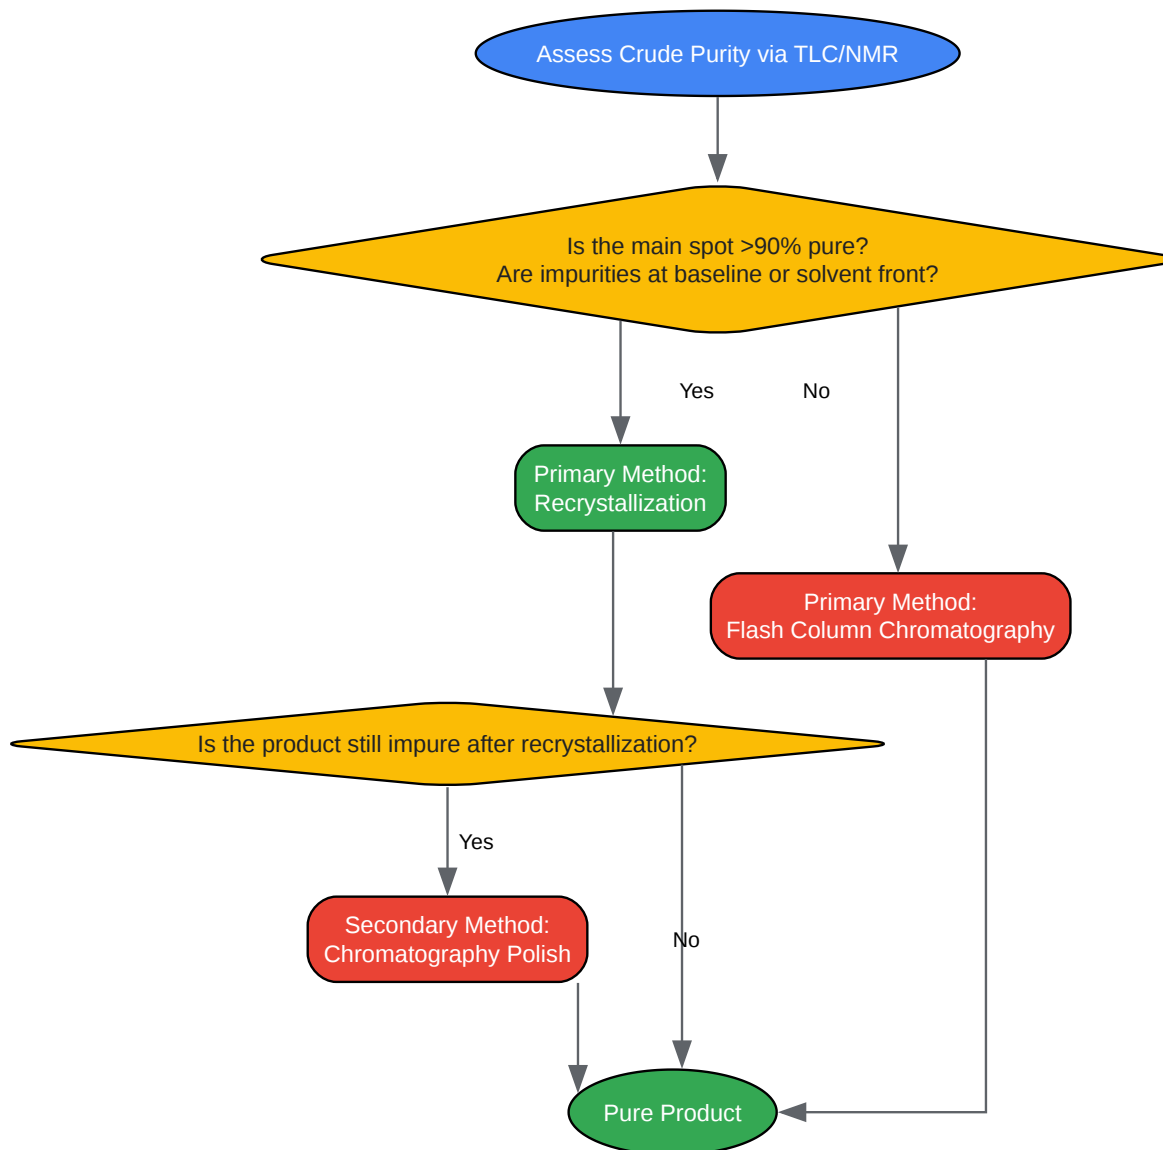 Assess Crude Purity via TLC/NMR
Is the main spot >90% pure?
Are impurities at baseline or solvent front?
Yes
No
Primary Method:
Recrystallization
Primary Method:
Flash Column Chromatography
Is the product still impure after recrystallization?
Yes
Secondary Method:
Chromatography Polish
No
Pure Product